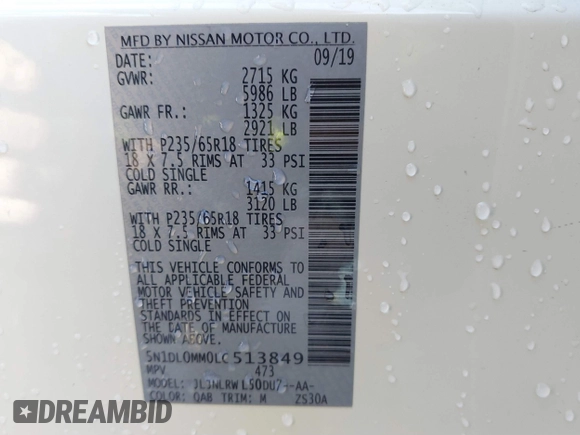 MFD BY NISSAN MOTOR CO., LTD.
DATE: 09/19
GVWR: 2715 KG
5986 LB
GAWR FR.: 1325 KG
2921 LB
WITH P235/65R18 TIRES
18 X 7.5 RIMS AT 33 PSI
COLD SINGLE
GAWR RR.: 1415 KG
3120 LB
WITH P235/65R18 TIRES
18 X 7.5 RIMS AT 33 PSI
COLD SINGLE
THIS VEHICLE CONFORMS TO
ALL APPLICABLE FEDERAL
MOTOR VEHICLE SAFETY AND
THEFT PREVENTION
STANDARDS IN EFFECT ON
THE DATE OF MANUFACTURE
SHOWN ABOVE.
5N1DL0MM0LC513849
MPV 473
MODEL:
COLOR: QAB TRIM: M ZS30A
A AUTOBIDCAR